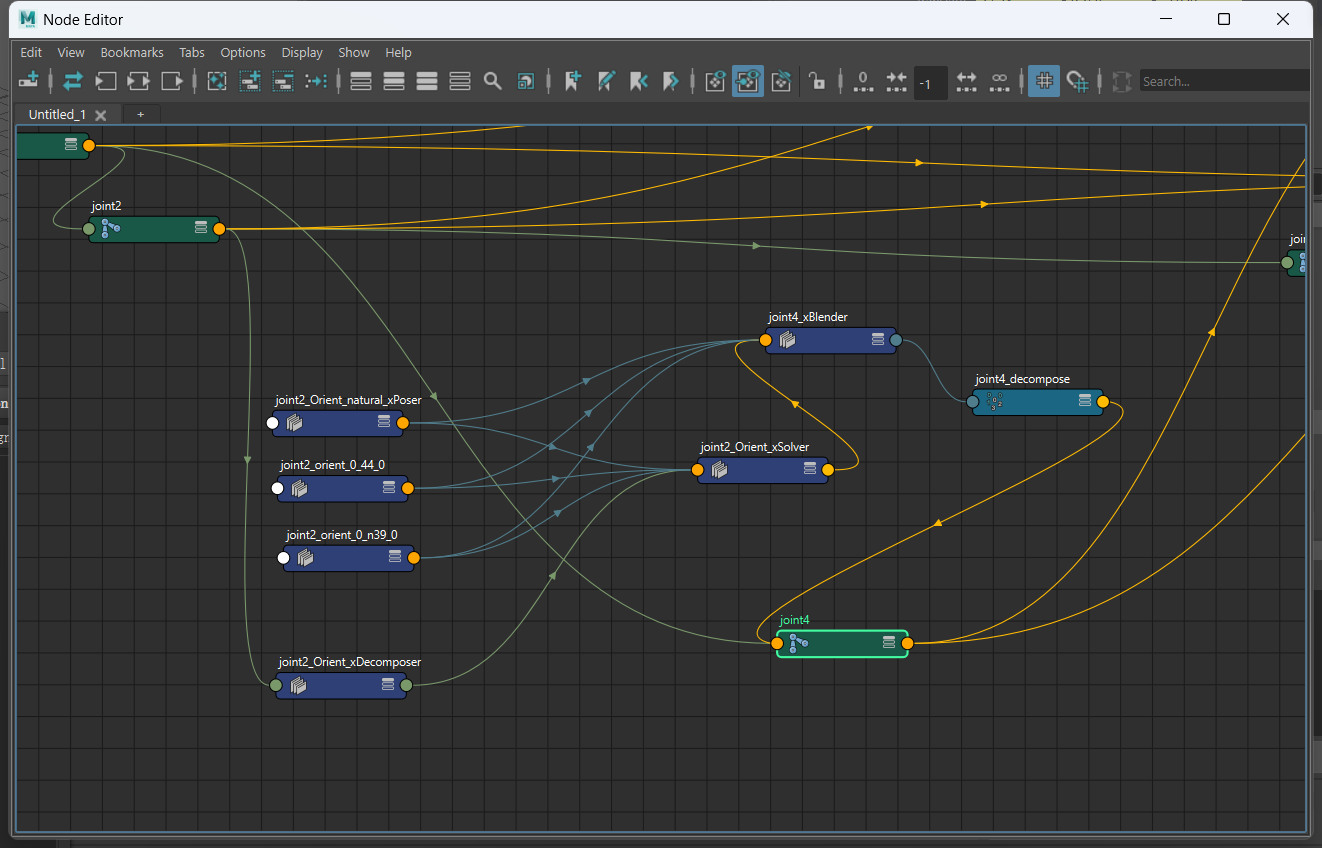 Node Editor
Edit View Bookmarks Tabs Options Display Show Help
0 -1 ∞ Search...
Untitled_1 +
joint2
joint4_xBlender
joint4_decompose
joint2_Orient_natural_xPoser
joint2_Orient_xSolver
joint2_orient_0_44_0
joint2_orient_0_n39_0
joint4
joint2_Orient_xDecomposer